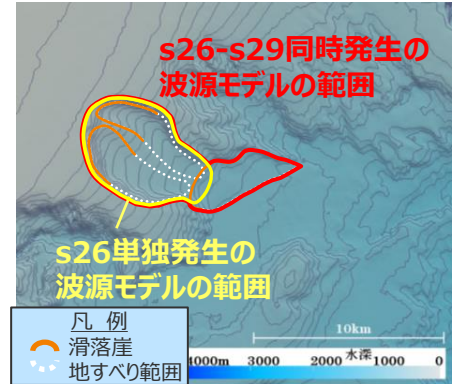 s26-s29同時発生の
波源モデルの範囲
s26単独発生の
波源モデルの範囲
凡 例
滑落崖
地すべり範囲
10km
4000m 3000 2000 水深 1000 0